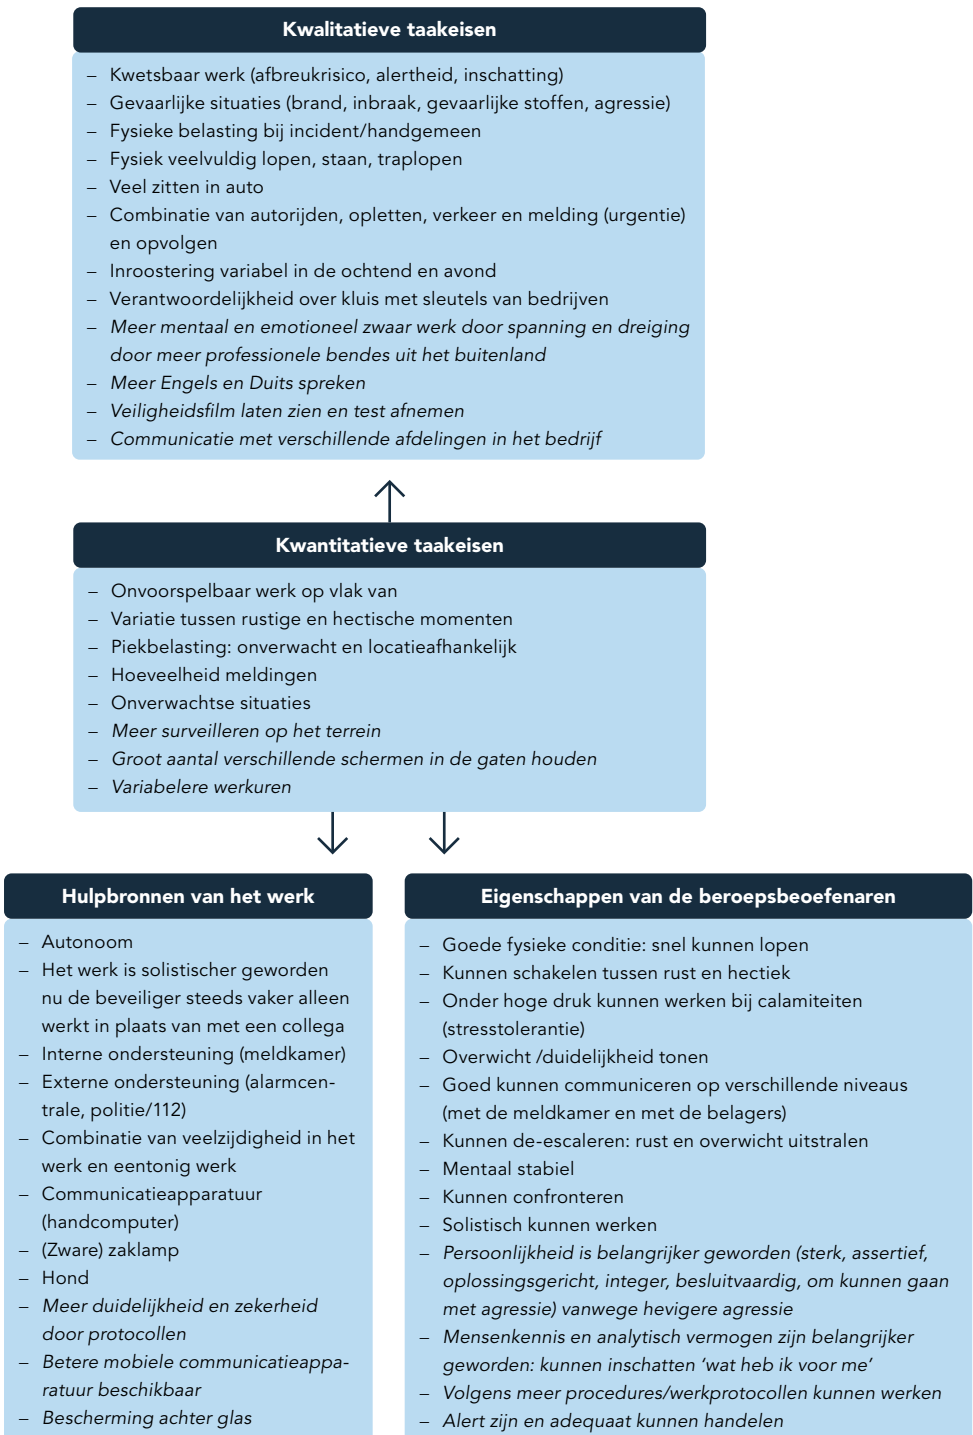 Kwalitatieve taakeisen
– Kwetsbaar werk (afbreukrisico, alertheid, inschatting)
– Gevaarlijke situaties (brand, inbraak, gevaarlijke stoffen, agressie)
– Fysieke belasting bij incident/handgemeen
– Fysiek veelvuldig lopen, staan, traplopen
– Veel zitten in auto
– Combinatie van autorijden, opletten, verkeer en melding (urgentie)
en opvolgen
– Inroostering variabel in de ochtend en avond
– Verantwoordelijkheid over kluis met sleutels van bedrijven
– Meer mentaal en emotioneel zwaar werk door spanning en dreiging
door meer professionele bendes uit het buitenland
– Meer Engels en Duits spreken
– Veiligheidsfilm laten zien en test afnemen
– Communicatie met verschillende afdelingen in het bedrijf
Kwantitatieve taakeisen
– Onvoorspelbaar werk op vlak van
– Variatie tussen rustige en hectische momenten
– Piekbelasting: onverwacht en locatieafhankelijk
– Hoeveelheid meldingen
– Onverwachtse situaties
– Meer surveilleren op het terrein
– Groot aantal verschillende schermen in de gaten houden
– Variabelere werkuren
Hulpbronnen van het werk
– Autonoom
– Het werk is solistischer geworden
nu de beveiliger steeds vaker alleen
werkt in plaats van met een collega
– Interne ondersteuning (meldkamer)
– Externe ondersteuning (alarmcen-
trale, politie/112)
– Combinatie van veelzijdigheid in het
werk en eentonig werk
– Communicatieapparatuur
(handcomputer)
– (Zware) zaklamp
– Hond
– Meer duidelijkheid en zekerheid
door protocollen
– Betere mobiele communicatieappa-
ratuur beschikbaar
– Bescherming achter glas
Eigenschappen van de beroepsbeoefenaren
– Goede fysieke conditie: snel kunnen lopen
– Kunnen schakelen tussen rust en hectiek
– Onder hoge druk kunnen werken bij calamiteiten
(stresstolerantie)
– Overwicht /duidelijkheid tonen
– Goed kunnen communiceren op verschillende niveaus
(met de meldkamer en met de belagers)
– Kunnen de-escaleren: rust en overwicht uitstralen
– Mentaal stabiel
– Kunnen confronteren
– Solistisch kunnen werken
– Persoonlijkheid is belangrijker geworden (sterk, assertief,
oplossingsgericht, integer, besluitvaardig, om kunnen gaan
met agressie) vanwege hevigere agressie
– Mensenkennis en analytisch vermogen zijn belangrijker
geworden: kunnen inschatten ‘wat heb ik voor me’
– Volgens meer procedures/werkprotocollen kunnen werken
– Alert zijn en adequaat kunnen handelen